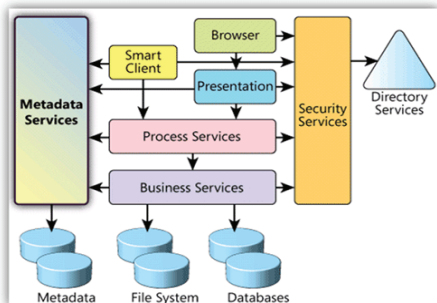 Browser
Smart
Client
Metadata
Services
Presentation
Security
Services
Directory
Services
Process Services
Business Services
Metadata
File System
Databases